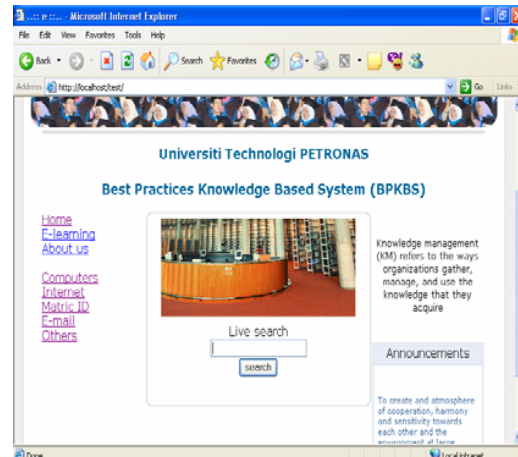 ..:: e ::.. - Microsoft Internet Explorer
File Edit View Favorites Tools Help
Back Search Favorites
Address http://localhost/test/ Go Links
Universiti Technologi PETRONAS
Best Practices Knowledge Based System (BPKBS)
Home
E-learning
About us
Computers
Internet
Matric ID
E-mail
Others
Live search
search
Knowledge management
(KM) refers to the ways
organizations gather,
manage, and use the
knowledge that they
acquire
Announcements
To create and atmosphere
of cooperation, harmony
and sensitivity towards
each other and the
environment at large
Done Local intranet